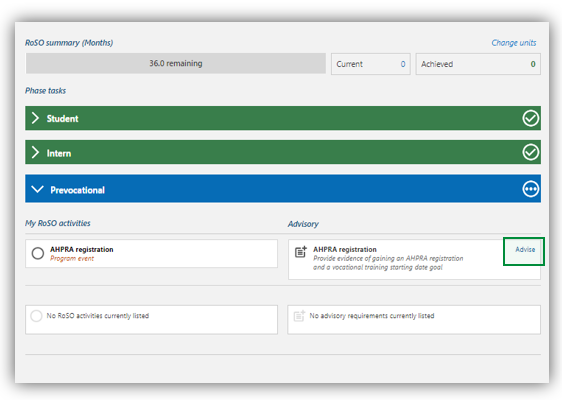 RoSO summary (Months)
Change units
36.0 remaining
Current 0
Achieved 0
Phase tasks
Student
Intern
Prevocational
My RoSO activities
Advisory
AHPRA registration
Program event
AHPRA registration
Advise
Provide evidence of gaining an AHPRA registration
and a vocational training starting date goal
No RoSO activities currently listed
No advisory requirements currently listed